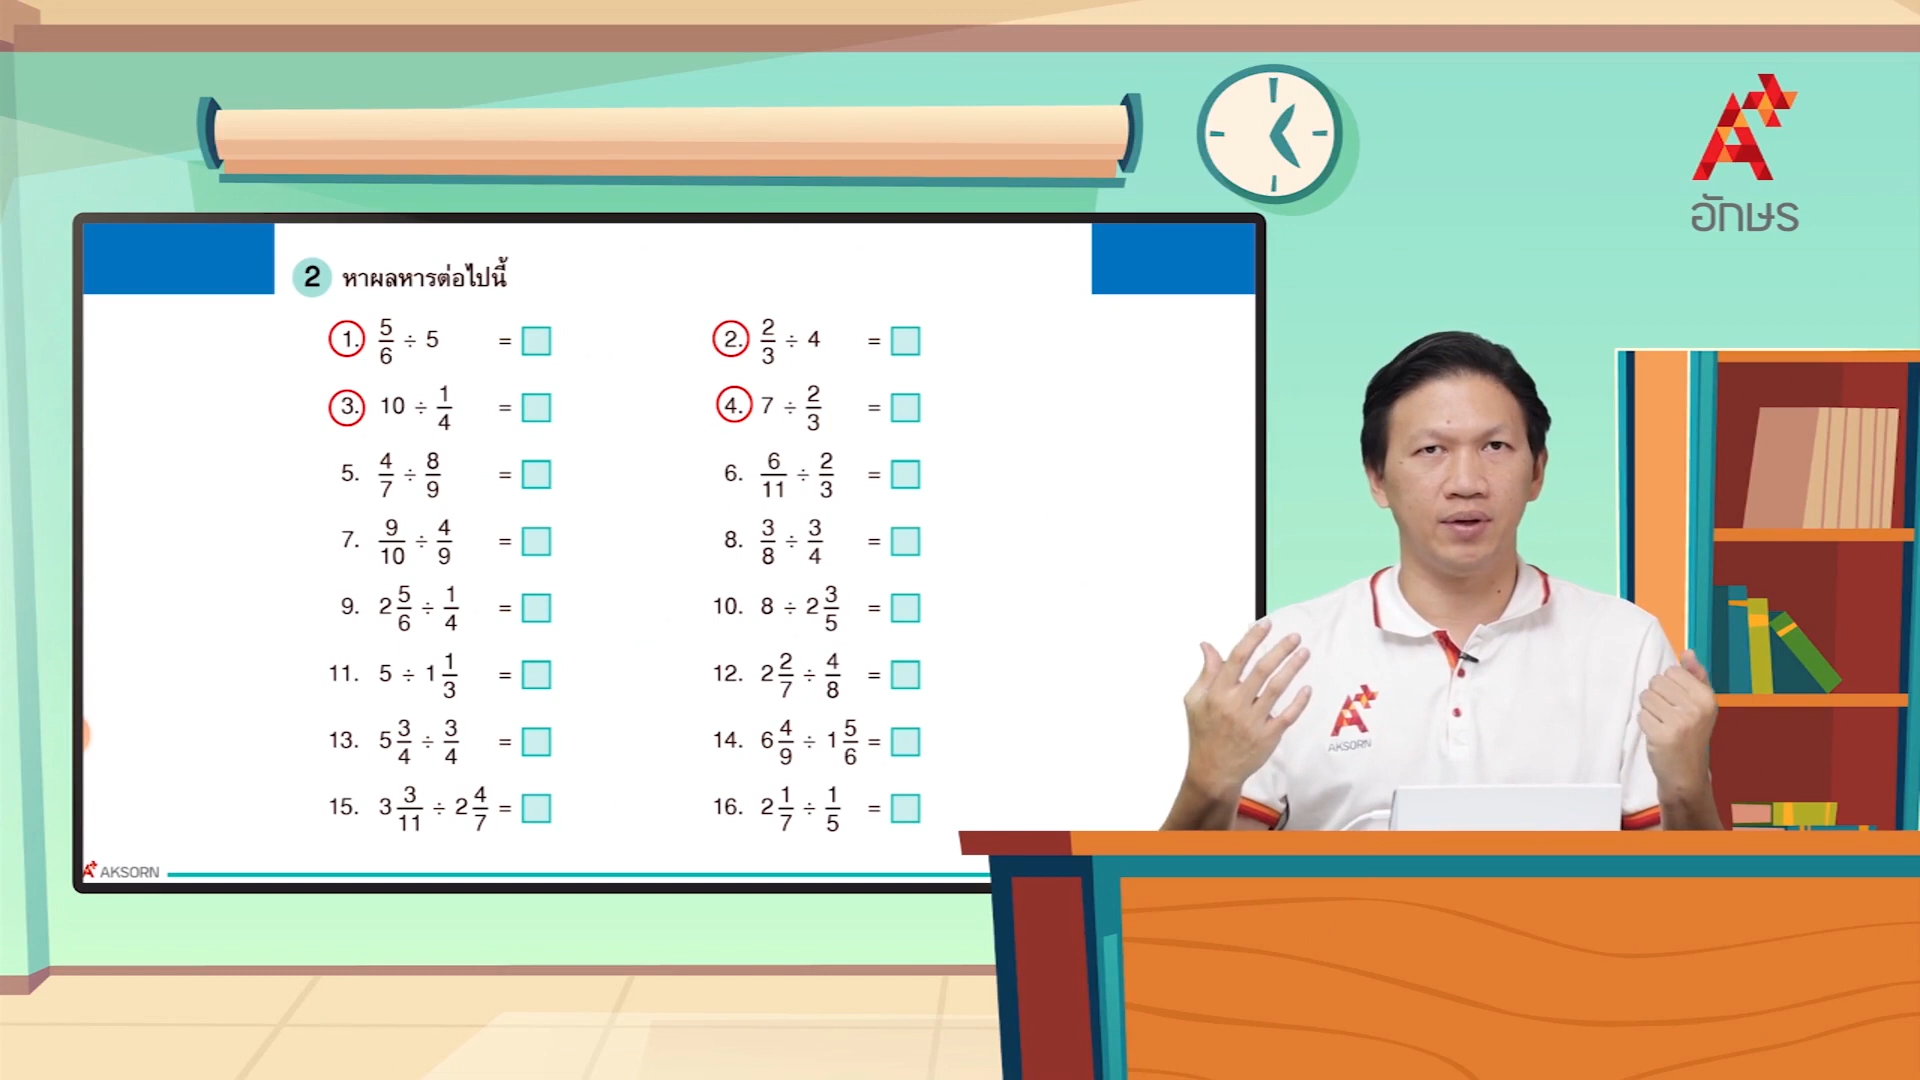 อักษร
2 หาผลหารต่อไปนี้
1. 5/6 ÷ 5 =
2. 2/3 ÷ 4 =
3. 10 ÷ 1/4 =
4. 7 ÷ 2/3 =
5. 4/7 ÷ 8/9 =
6. 6/11 ÷ 2/3 =
7. 9/10 ÷ 4/9 =
8. 3/8 ÷ 3/4 =
9. 2 5/6 ÷ 1/4 =
10. 8 ÷ 2 3/5 =
11. 5 ÷ 1 1/3 =
12. 2 2/7 ÷ 4/8 =
13. 5 3/4 ÷ 3/4 =
14. 6 4/9 ÷ 1 5/6 =
15. 3 3/11 ÷ 2 4/7 =
16. 2 1/7 ÷ 1/5 =
AKSORN
AKSORN